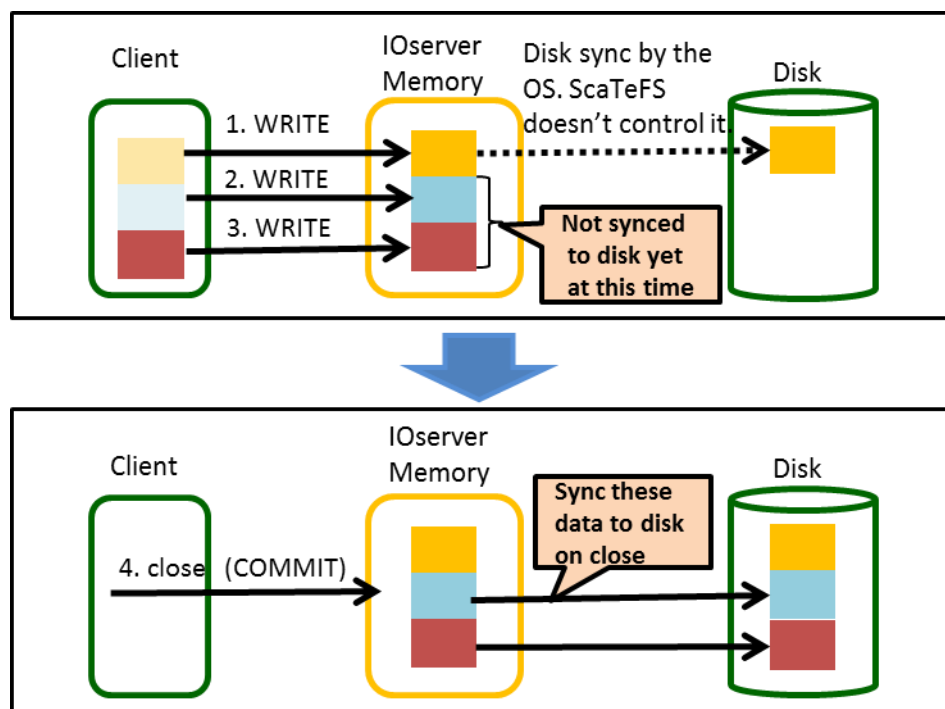 Client
IOserver
Memory
Disk sync by the
OS. ScaTeFS
doesn't control it.
Disk
1. WRITE
2. WRITE
3. WRITE
Not synced
to disk yet
at this time
Client
IOserver
Memory
Disk
Sync these
data to disk
on close
4. close (COMMIT)